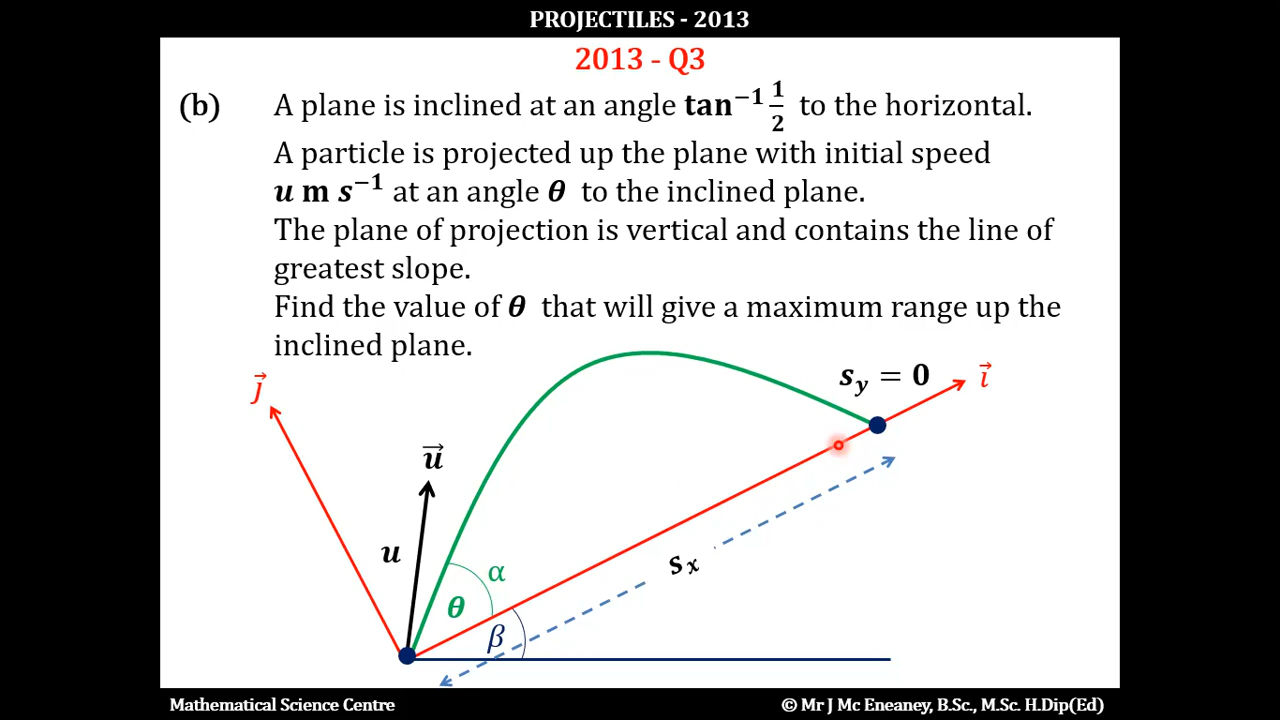 PROJECTILES - 2013
2013 - Q3
(b) A plane is inclined at an angle tan⁻¹ 1/2 to the horizontal.
A particle is projected up the plane with initial speed
u m s⁻¹ at an angle θ to the inclined plane.
The plane of projection is vertical and contains the line of
greatest slope.
Find the value of θ that will give a maximum range up the
inclined plane.
s_y = 0
i⃗
j⃗
u⃗
u
α
s_x
θ
β
Mathematical Science Centre
© Mr J Mc Eneaney, B.Sc., M.Sc. H.Dip(Ed)